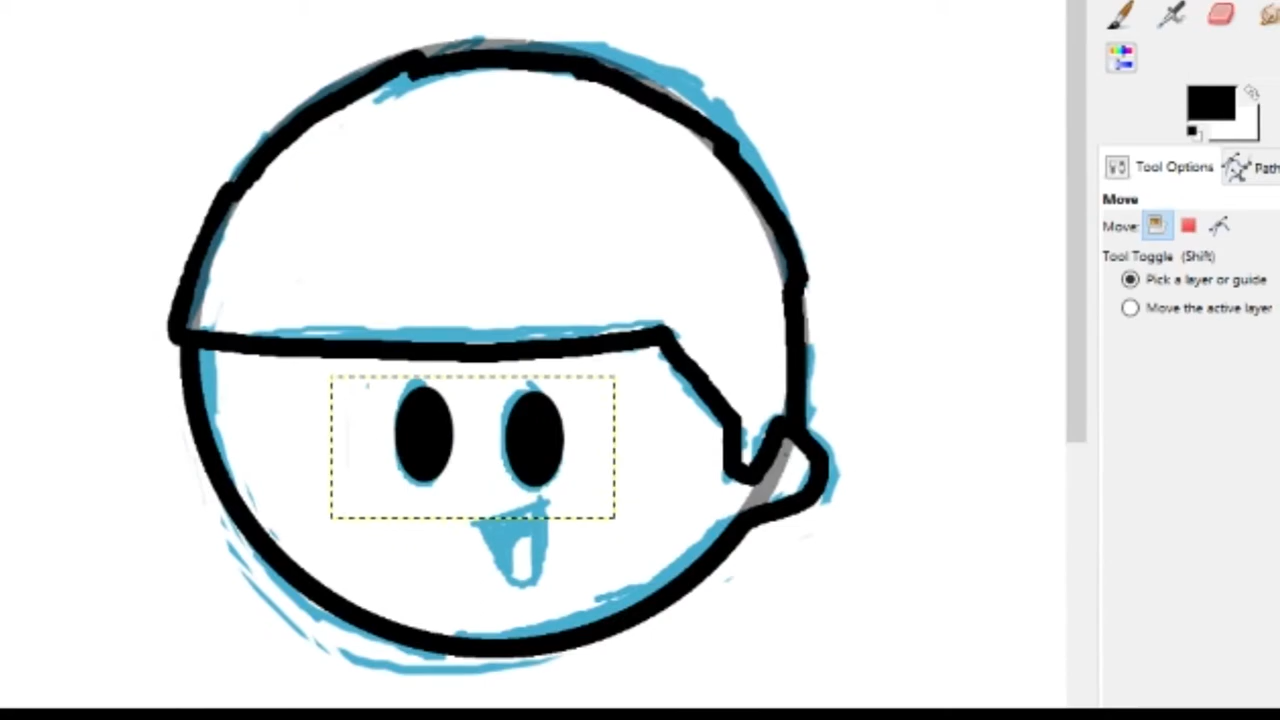 Tool Options Path
Move
Move:
Tool Toggle (Shift)
Pick a layer or guide
Move the active layer